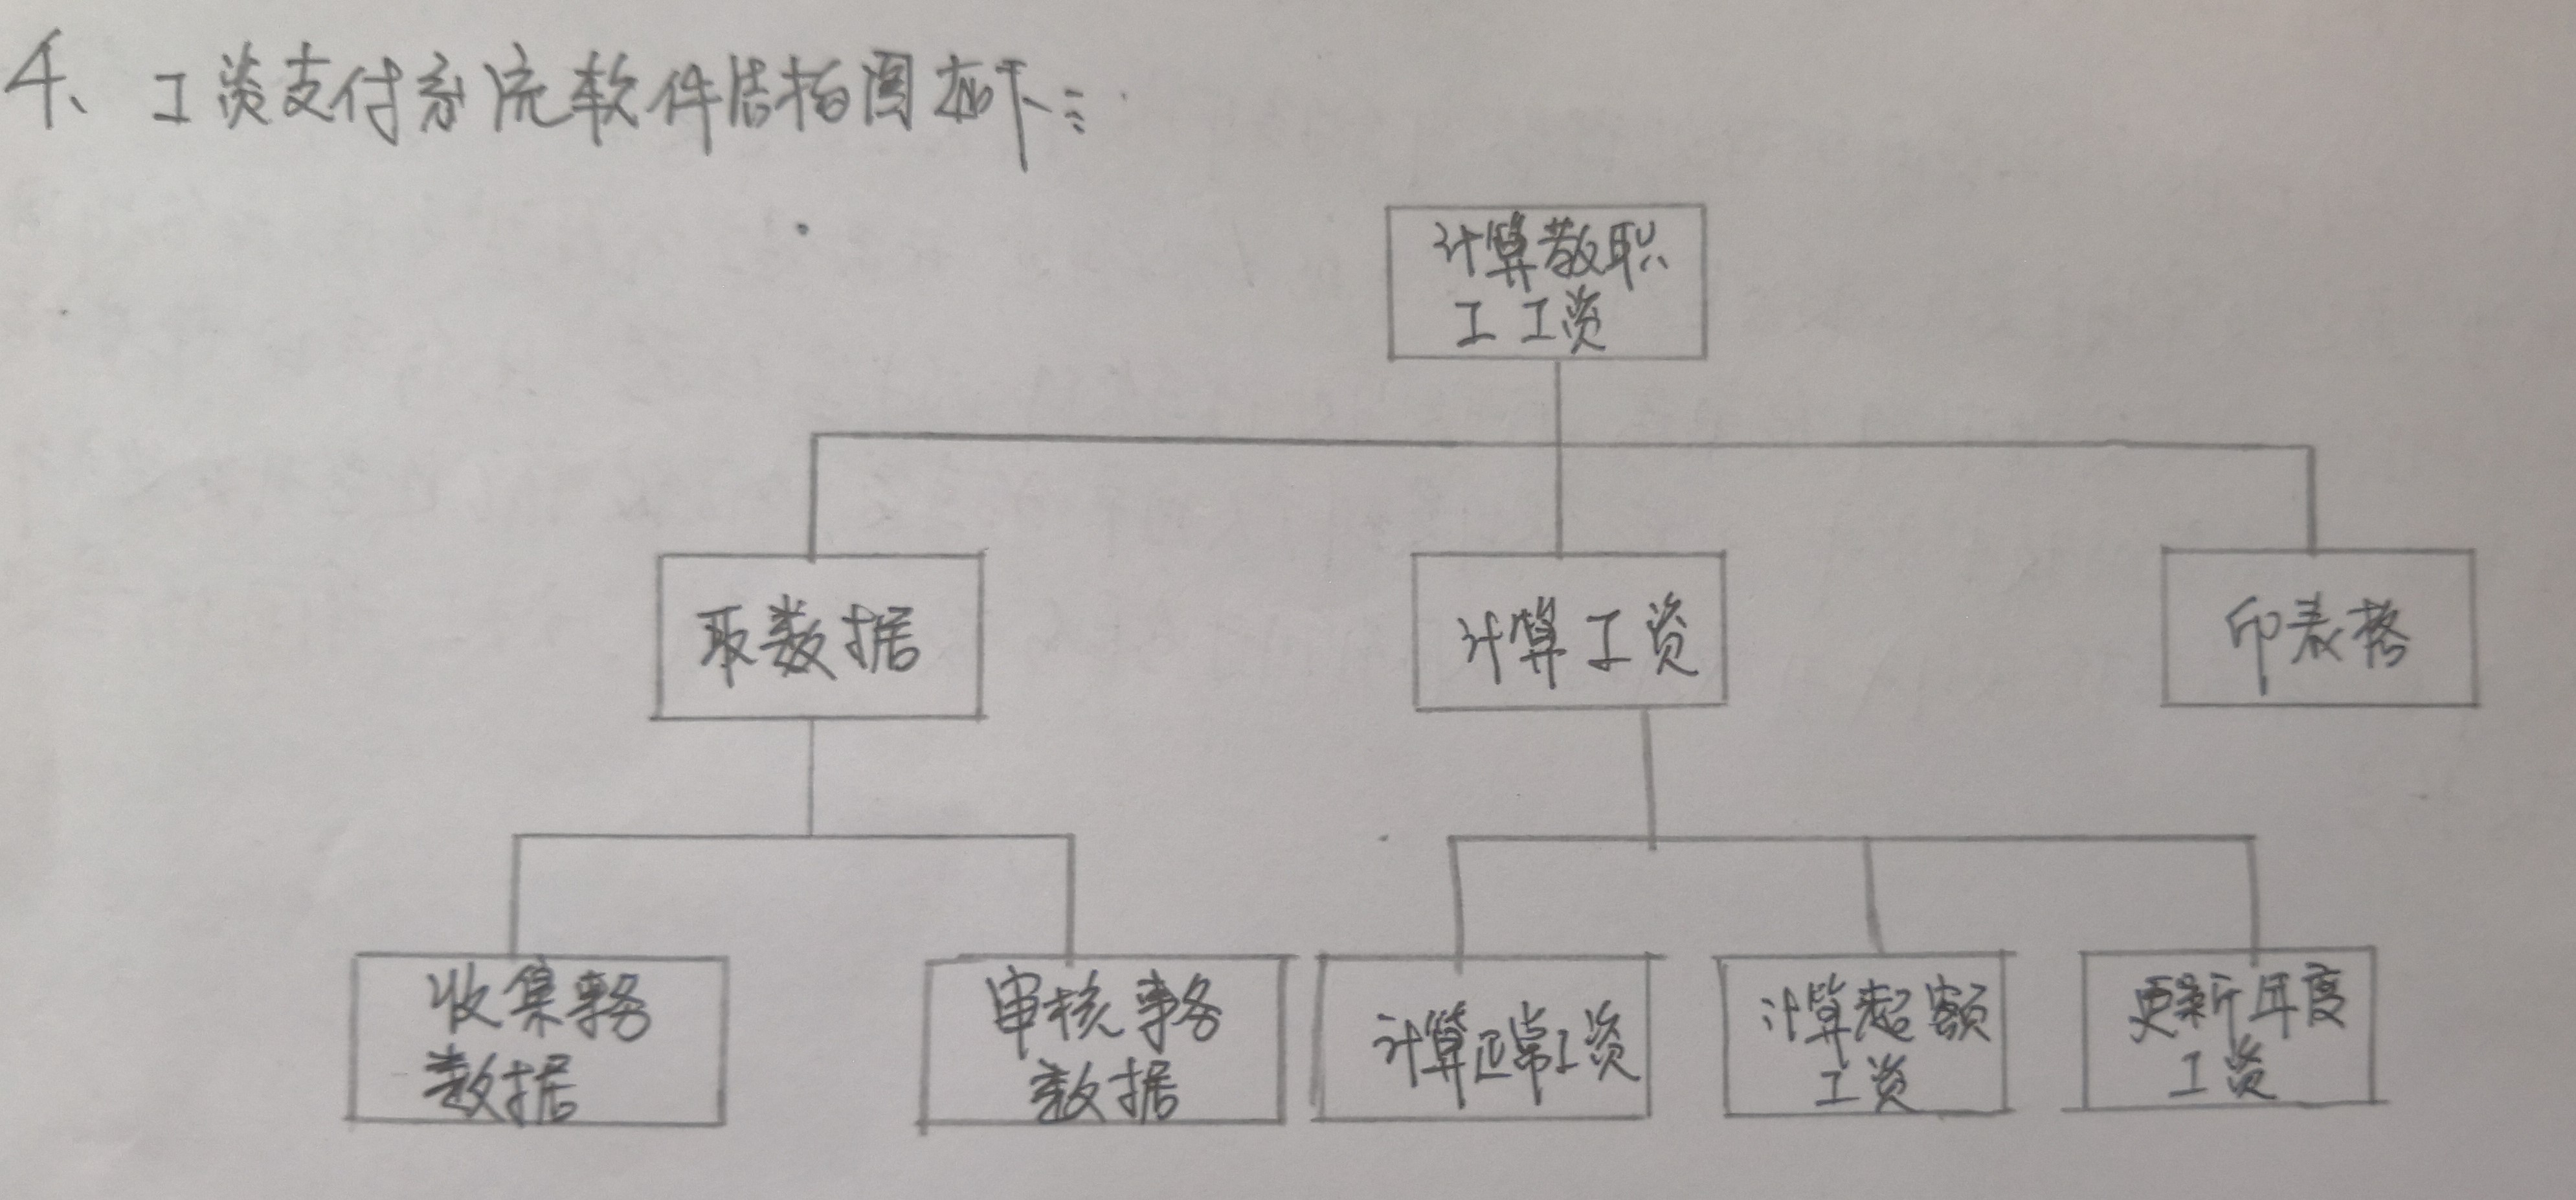 4、工资支付系统软件结构图如下：
计算教职
工工资
取数据
计算工资
印表格
收集事务
数据
审核事务
数据
计算正常工资
计算超额
工资
更新年度
工资